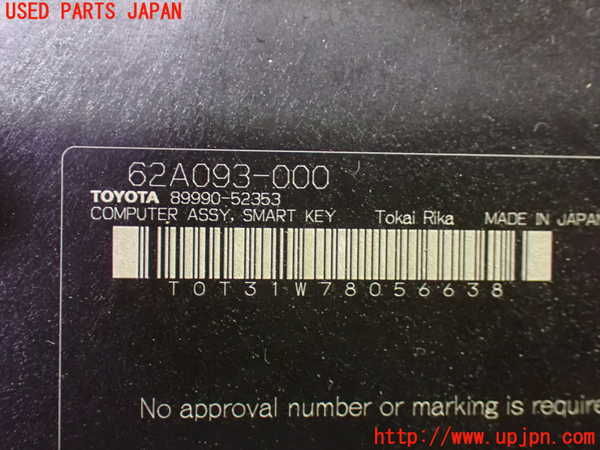 USED PARTS JAPAN
62A093-000
TOYOTA 89990-52353
COMPUTER ASSY, SMART KEY Tokai Rika MADE IN JAPAN
T0T31W78056638
No approval number or marking is require
http://www.upjpn.com/